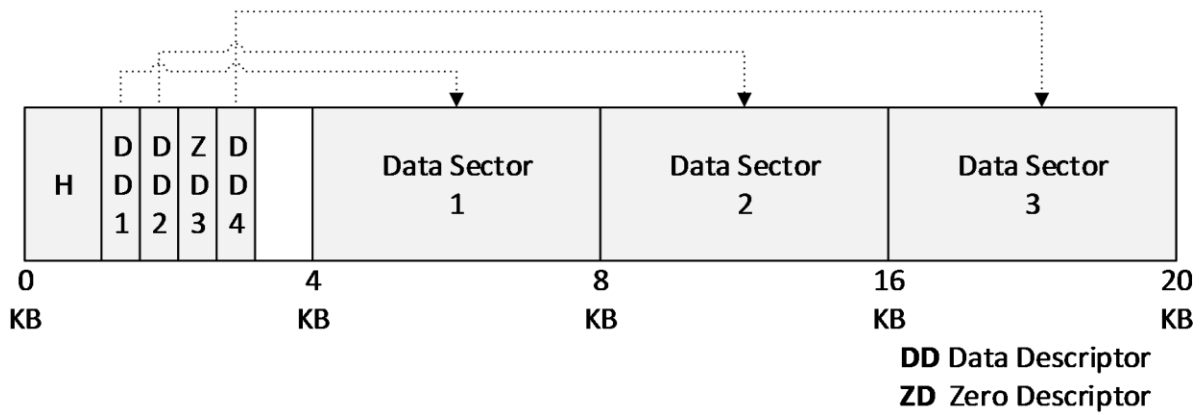 H
D D Z D
D D D D
1 2 3 4
Data Sector
1
Data Sector
2
Data Sector
3
0
KB
4
KB
8
KB
16
KB
20
KB
DD Data Descriptor
ZD Zero Descriptor